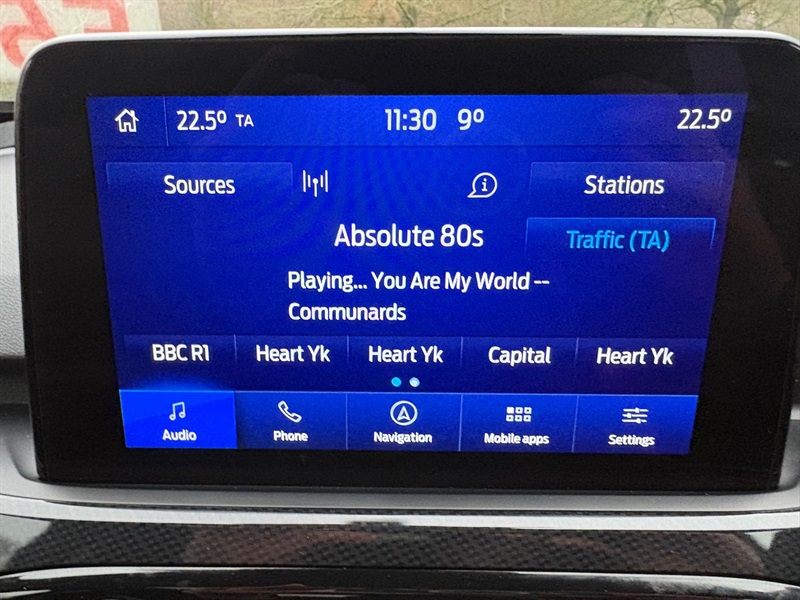 22.5° TA 11:30 9° 22.5°
Sources Stations
Absolute 80s Traffic (TA)
Playing... You Are My World --
Communards
BBC R1 Heart Yk Heart Yk Capital Heart Yk
Audio Phone Navigation Mobile apps Settings